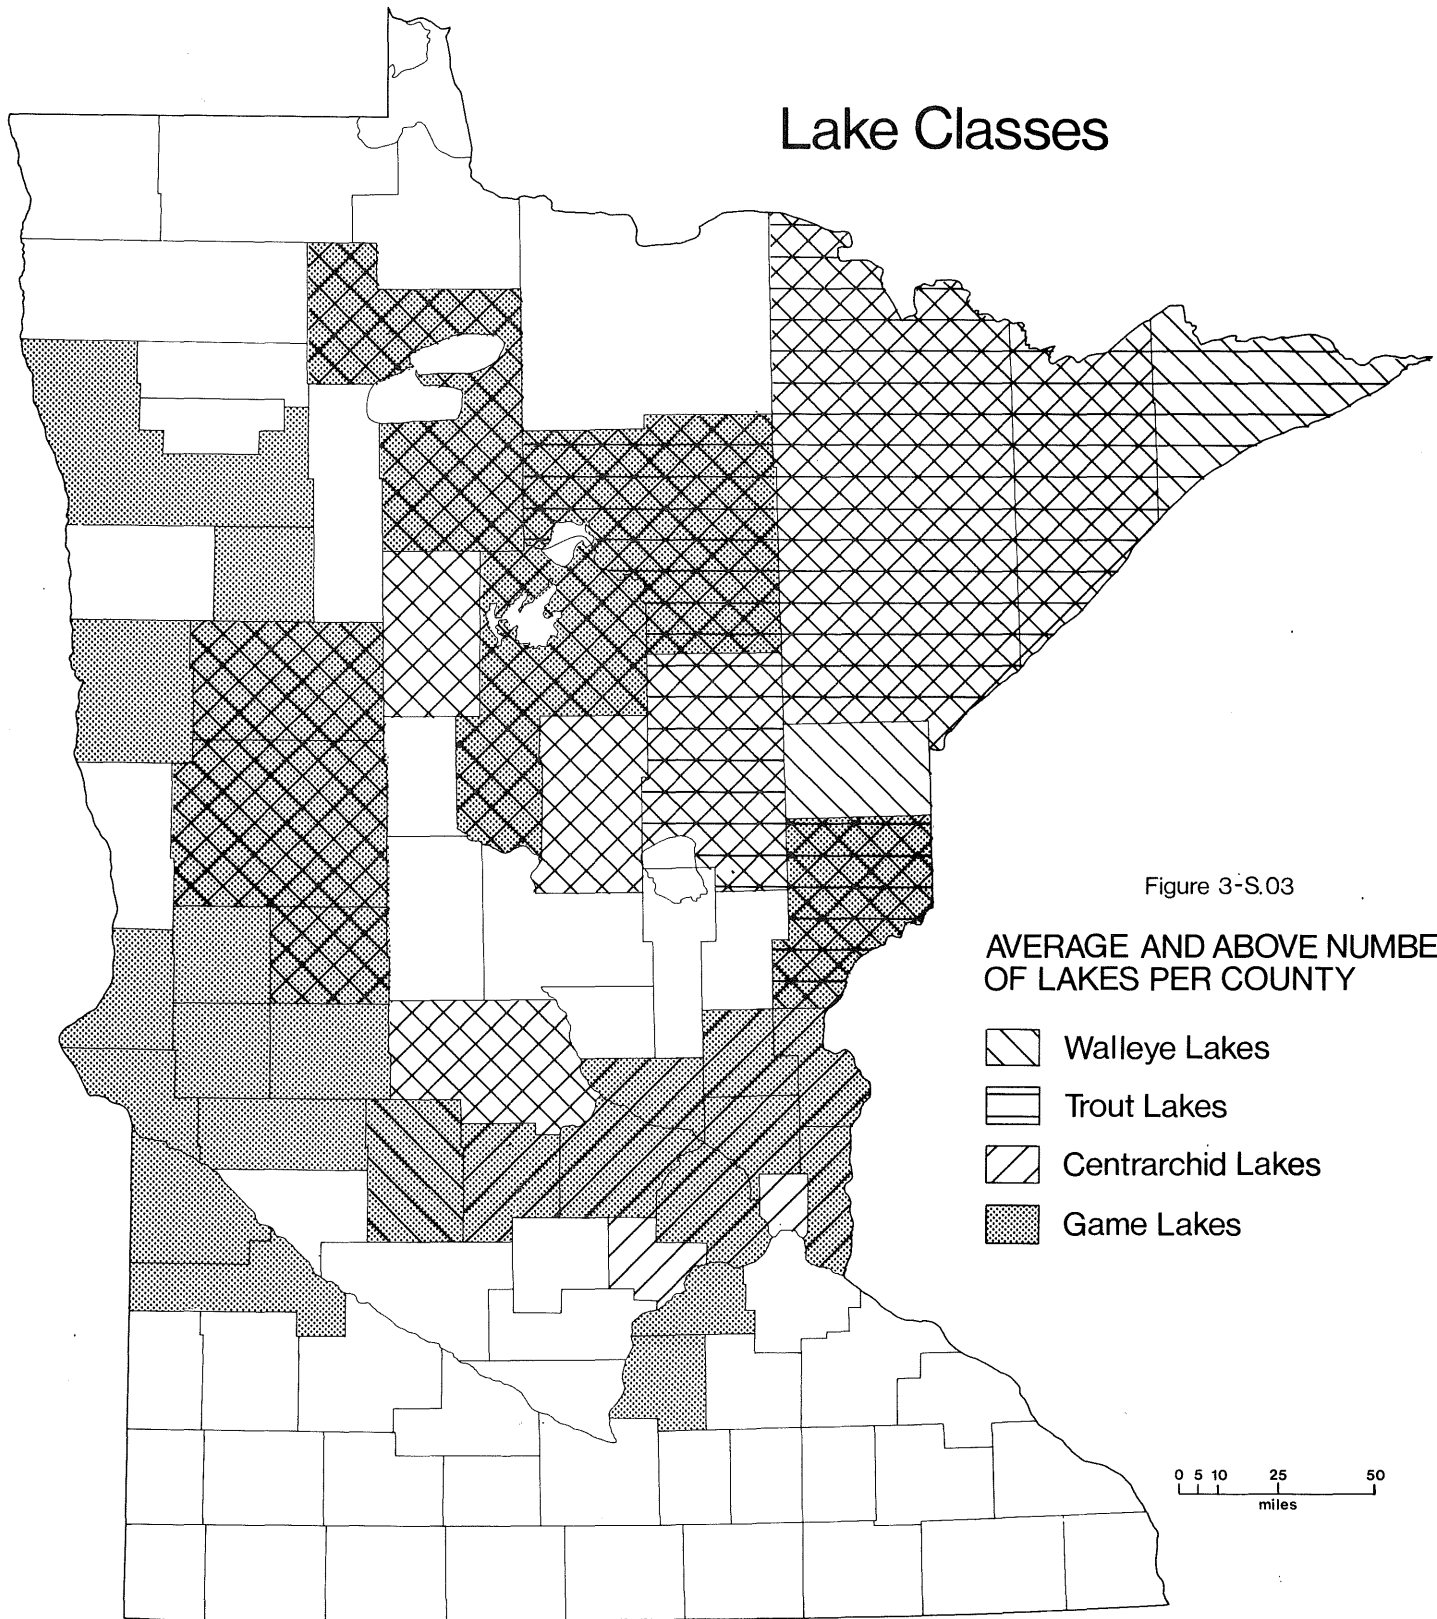 Lake Classes
Figure 3-S.03
AVERAGE AND ABOVE NUMBE
OF LAKES PER COUNTY
Walleye Lakes
Trout Lakes
Centrarchid Lakes
Game Lakes
0 5 10 25 50
miles